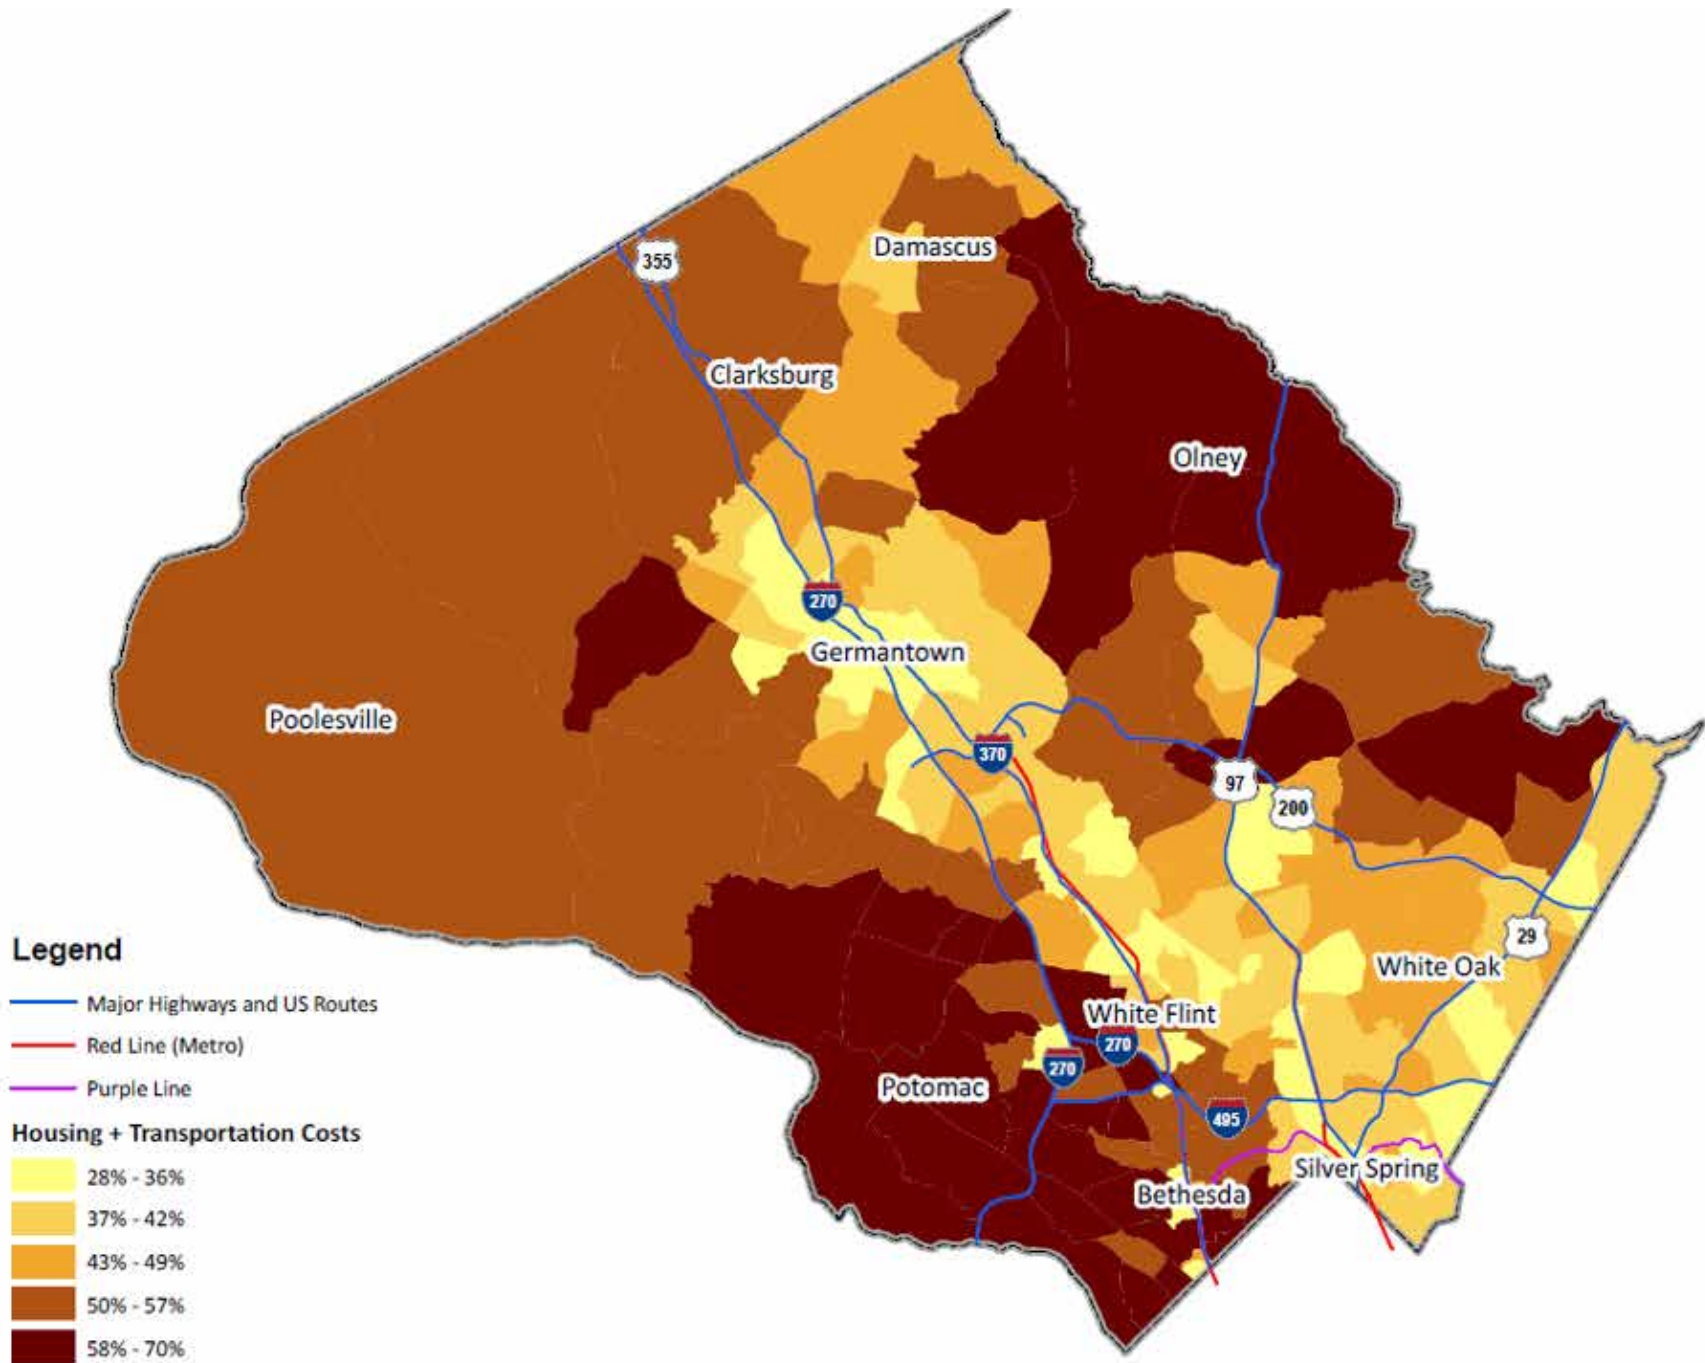 355
Damascus
Clarksburg
Olney
270
Germantown
Poolesville
370
97
200
29
White Oak
White Flint
270
270
Potomac
495
Silver Spring
Bethesda
Legend
Major Highways and US Routes
Red Line (Metro)
Purple Line
Housing + Transportation Costs
28% - 36%
37% - 42%
43% - 49%
50% - 57%
58% - 70%